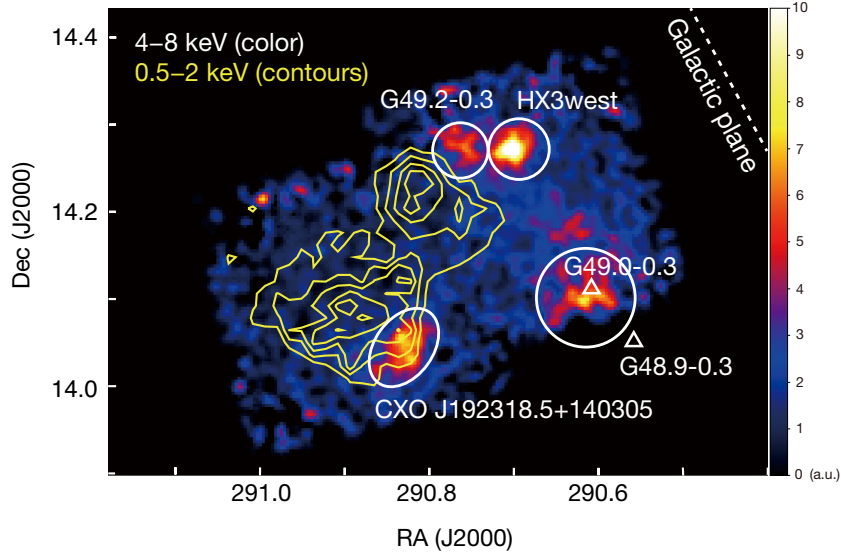 4–8 keV (color)
0.5–2 keV (contours)
G49.2-0.3
HX3west
Galactic plane
G49.0-0.3
G48.9-0.3
CXO J192318.5+140305
14.4
14.2
14.0
Dec (J2000)
291.0
290.8
290.6
RA (J2000)
10
9
8
7
6
5
4
3
2
1
0 (a.u.)